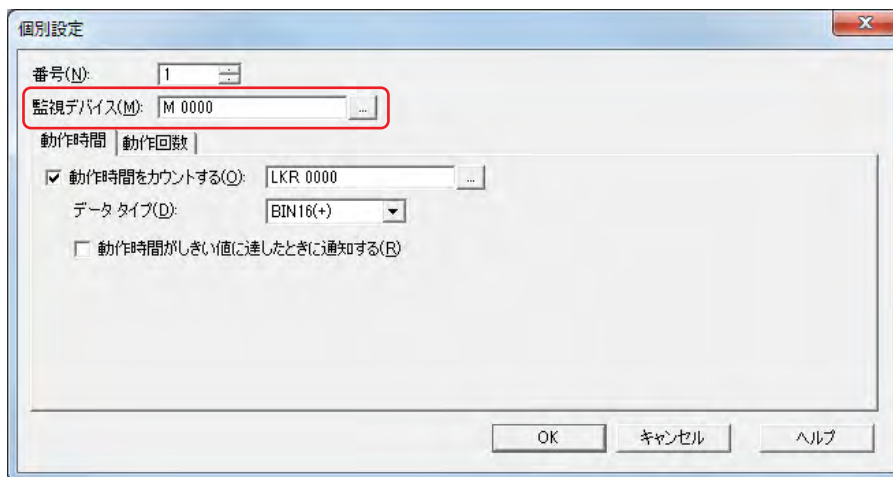 個別設定
番号(N): 1
監視デバイス(M): M 0000 ...
動作時間 動作回数
動作時間をカウントする(O): LKR 0000 ...
データ タイプ(D): BIN16(+)
動作時間がしきい値に達したときに通知する(R)
OK キャンセル ヘルプ